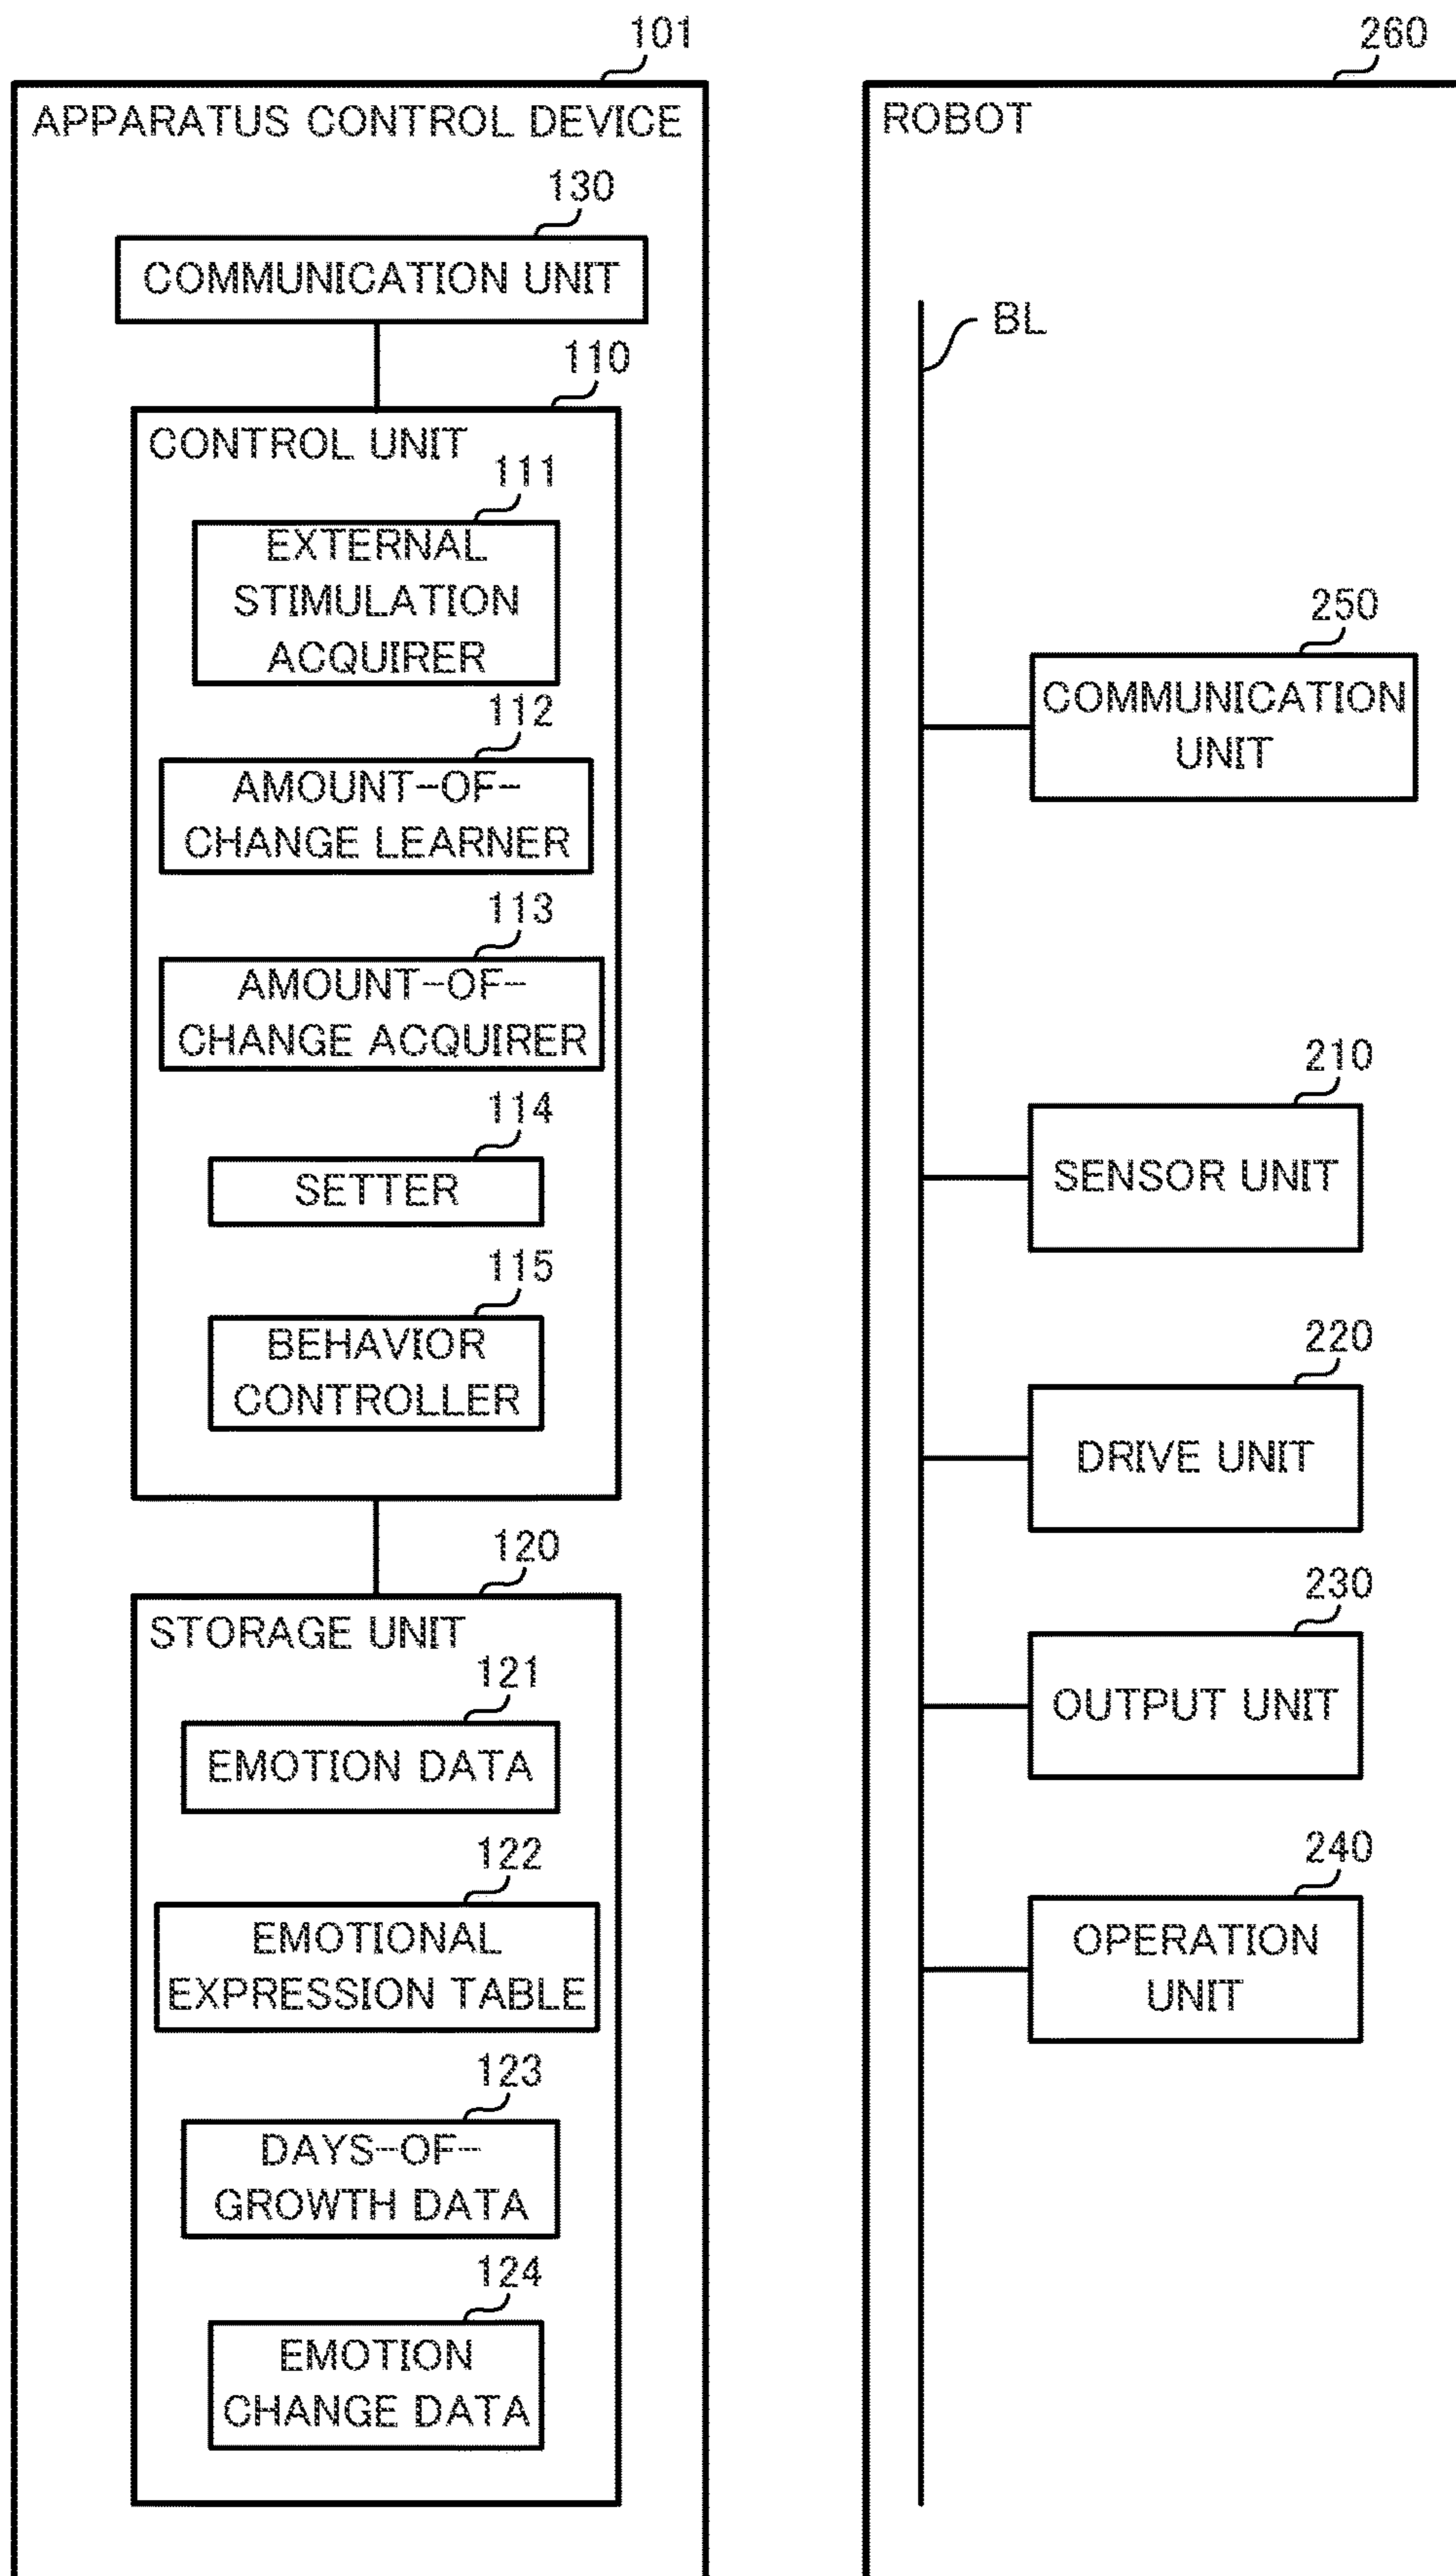 101
APPARATUS CONTROL DEVICE
130
COMMUNICATION UNIT
110
CONTROL UNIT
111
EXTERNAL
STIMULATION
ACQUIRER
112
AMOUNT-OF-
CHANGE LEARNER
113
AMOUNT-OF-
CHANGE ACQUIRER
114
SETTER
115
BEHAVIOR
CONTROLLER
120
STORAGE UNIT
121
EMOTION DATA
122
EMOTIONAL
EXPRESSION TABLE
123
DAYS-OF-
GROWTH DATA
124
EMOTION
CHANGE DATA
260
ROBOT
BL
250
COMMUNICATION
UNIT
210
SENSOR UNIT
220
DRIVE UNIT
230
OUTPUT UNIT
240
OPERATION
UNIT